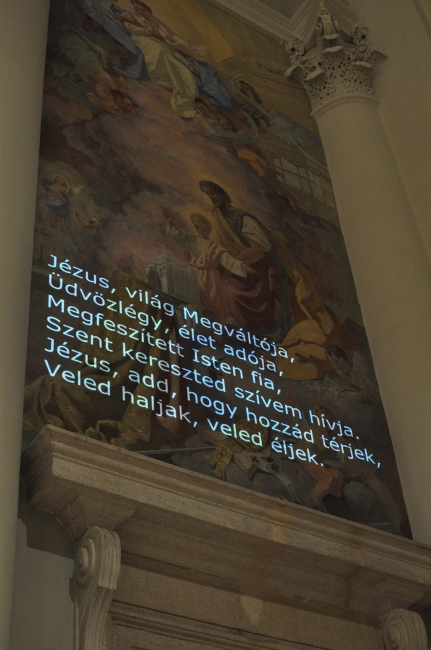 Jézus, világ Megváltója,
Üdvözlégy, élet adója,
Megfeszített Isten fia,
Szent kereszted szívem hívja.
Jézus, add, hogy hozzád térjek,
Veled haljak, veled éljek.